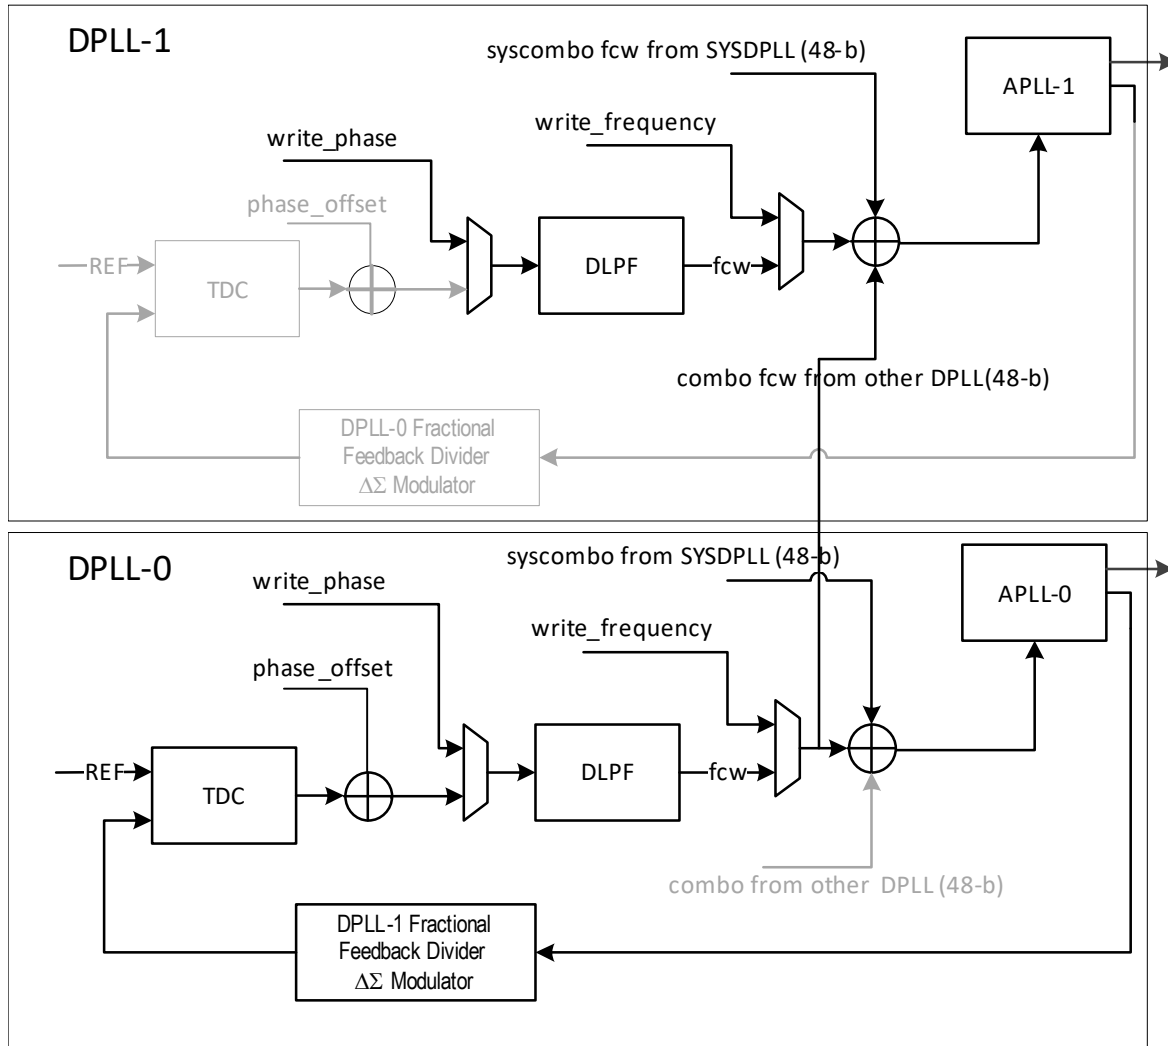 DPLL-1
syscombo fcw from SYSDPLL (48-b)
APLL-1
write_frequency
write_phase
phase_offset
REF
TDC
DLPF
fcw
combo fcw from other DPLL(48-b)
DPLL-0 Fractional
Feedback Divider
ΔΣ Modulator
DPLL-0
syscombo from SYSDPLL (48-b)
write_phase
APLL-0
write_frequency
phase_offset
REF
TDC
DLPF
fcw
combo from other DPLL (48-b)
DPLL-1 Fractional
Feedback Divider
ΔΣ Modulator